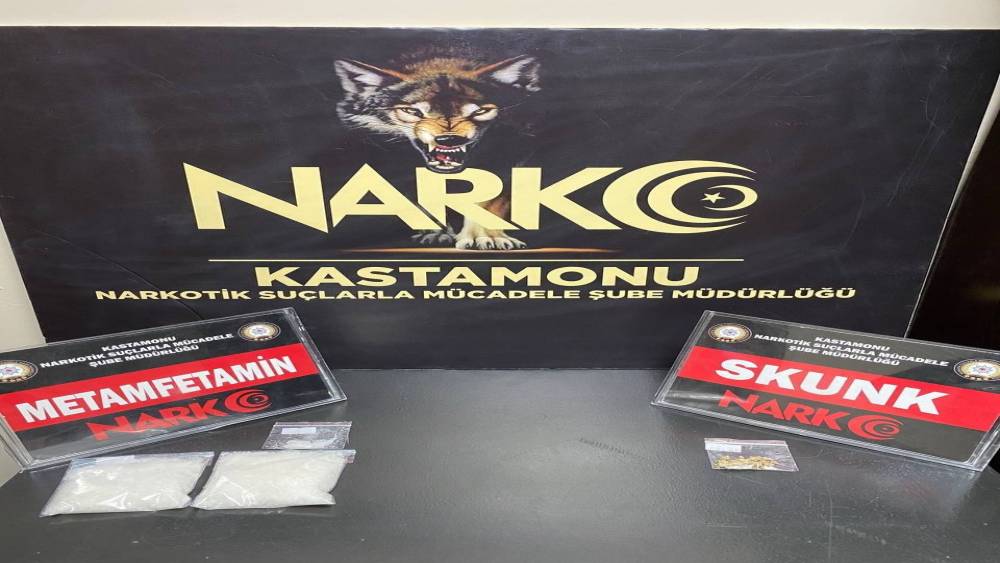 NARKO
KASTAMONU
NARKOTİK SUÇLARLA MÜCADELE ŞUBE MÜDÜRLÜĞÜ
KASTAMONU
NARKOTİK SUÇLARLA MÜCADELE
ŞUBE MÜDÜRLÜĞÜ
METAMFETAMİN
NARKO
KASTAMONU
NARKOTİK SUÇLARLA MÜCADELE
ŞUBE MÜDÜRLÜĞÜ
SKUNK
NARKO